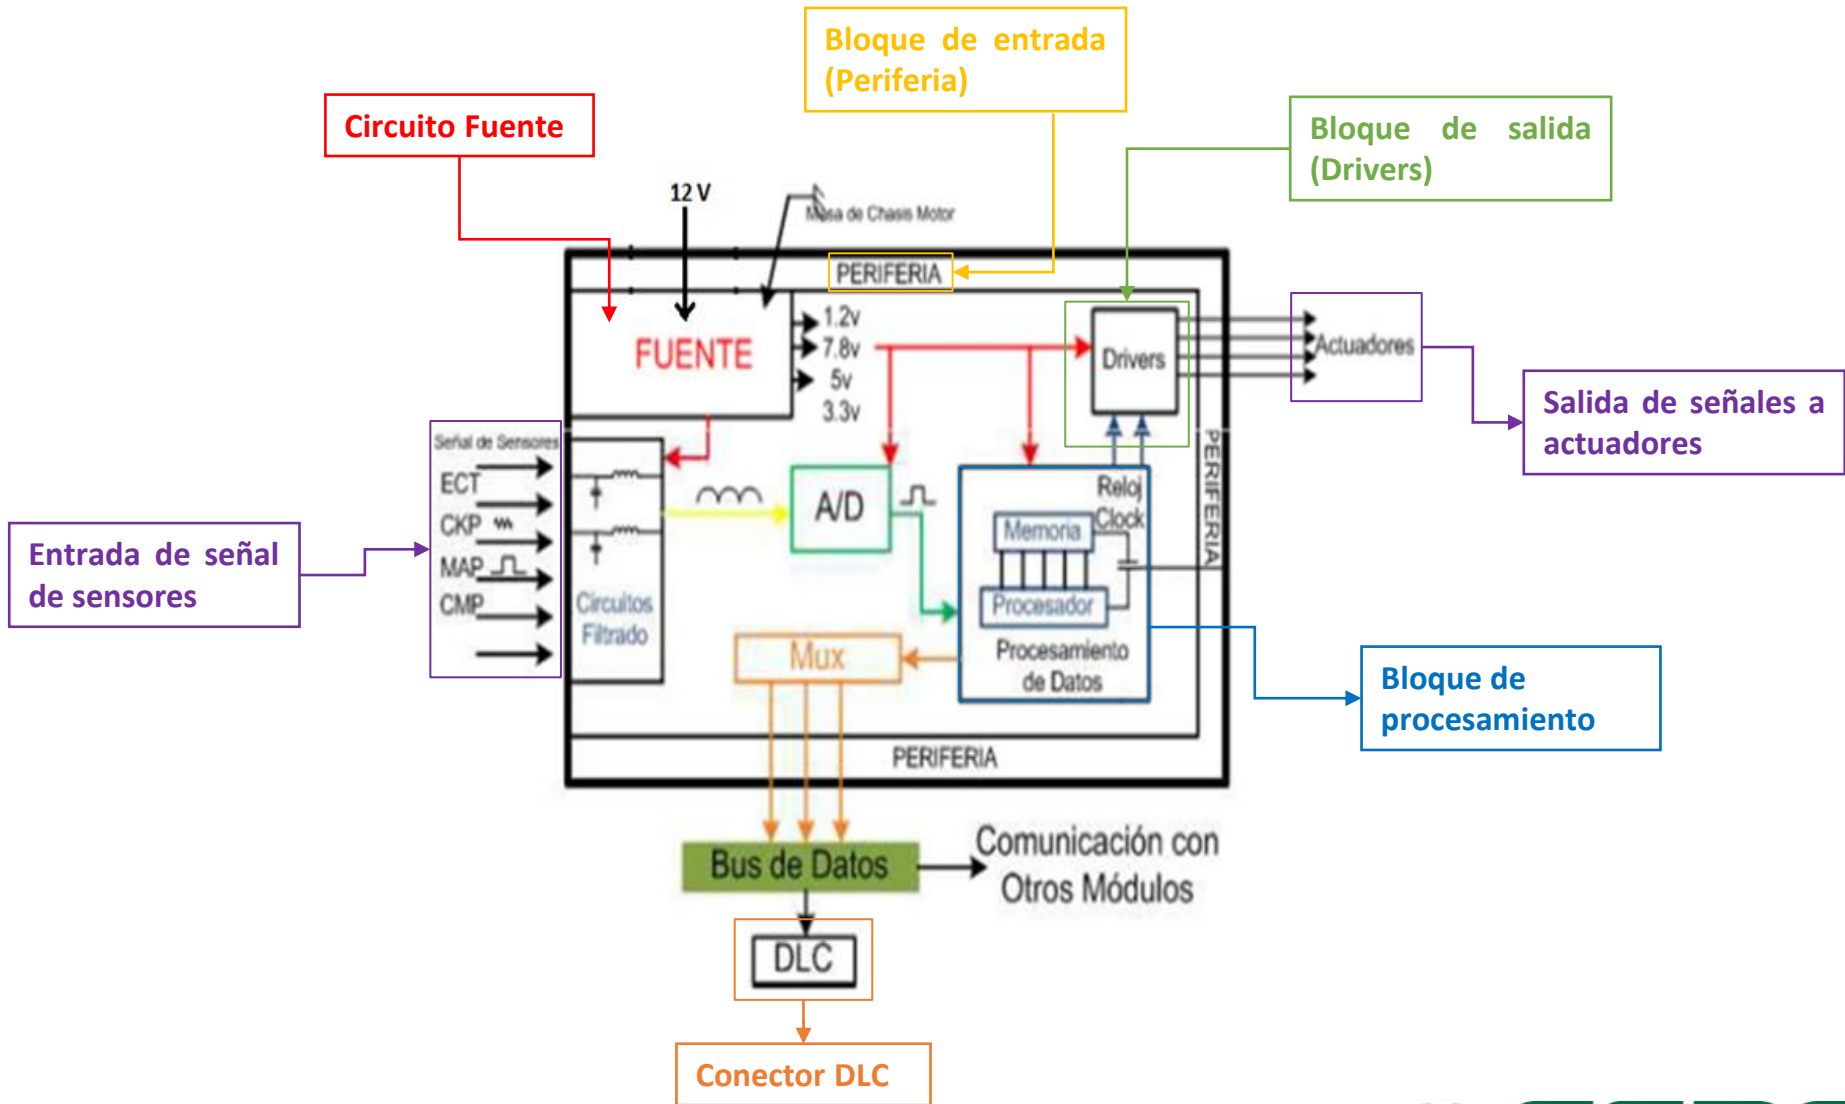 Bloque de entrada
(Periferia)
Circuito Fuente
Bloque de salida
(Drivers)
12 V
Masa de Chasis Motor
PERIFERIA
FUENTE
1.2v
7.8v
5v
3.3v
Drivers
Actuadores
Salida de señales a
actuadores
Señal de Sensores
ECT
CKP
MAP
CMP
Entrada de señal
de sensores
Circuitos
Filtrado
A/D
Reloj
Clock
Memoria
Procesador
Procesamiento
de Datos
PERIFERIA
Mux
Bloque de
procesamiento
PERIFERIA
Bus de Datos
Comunicación con
Otros Módulos
DLC
Conector DLC